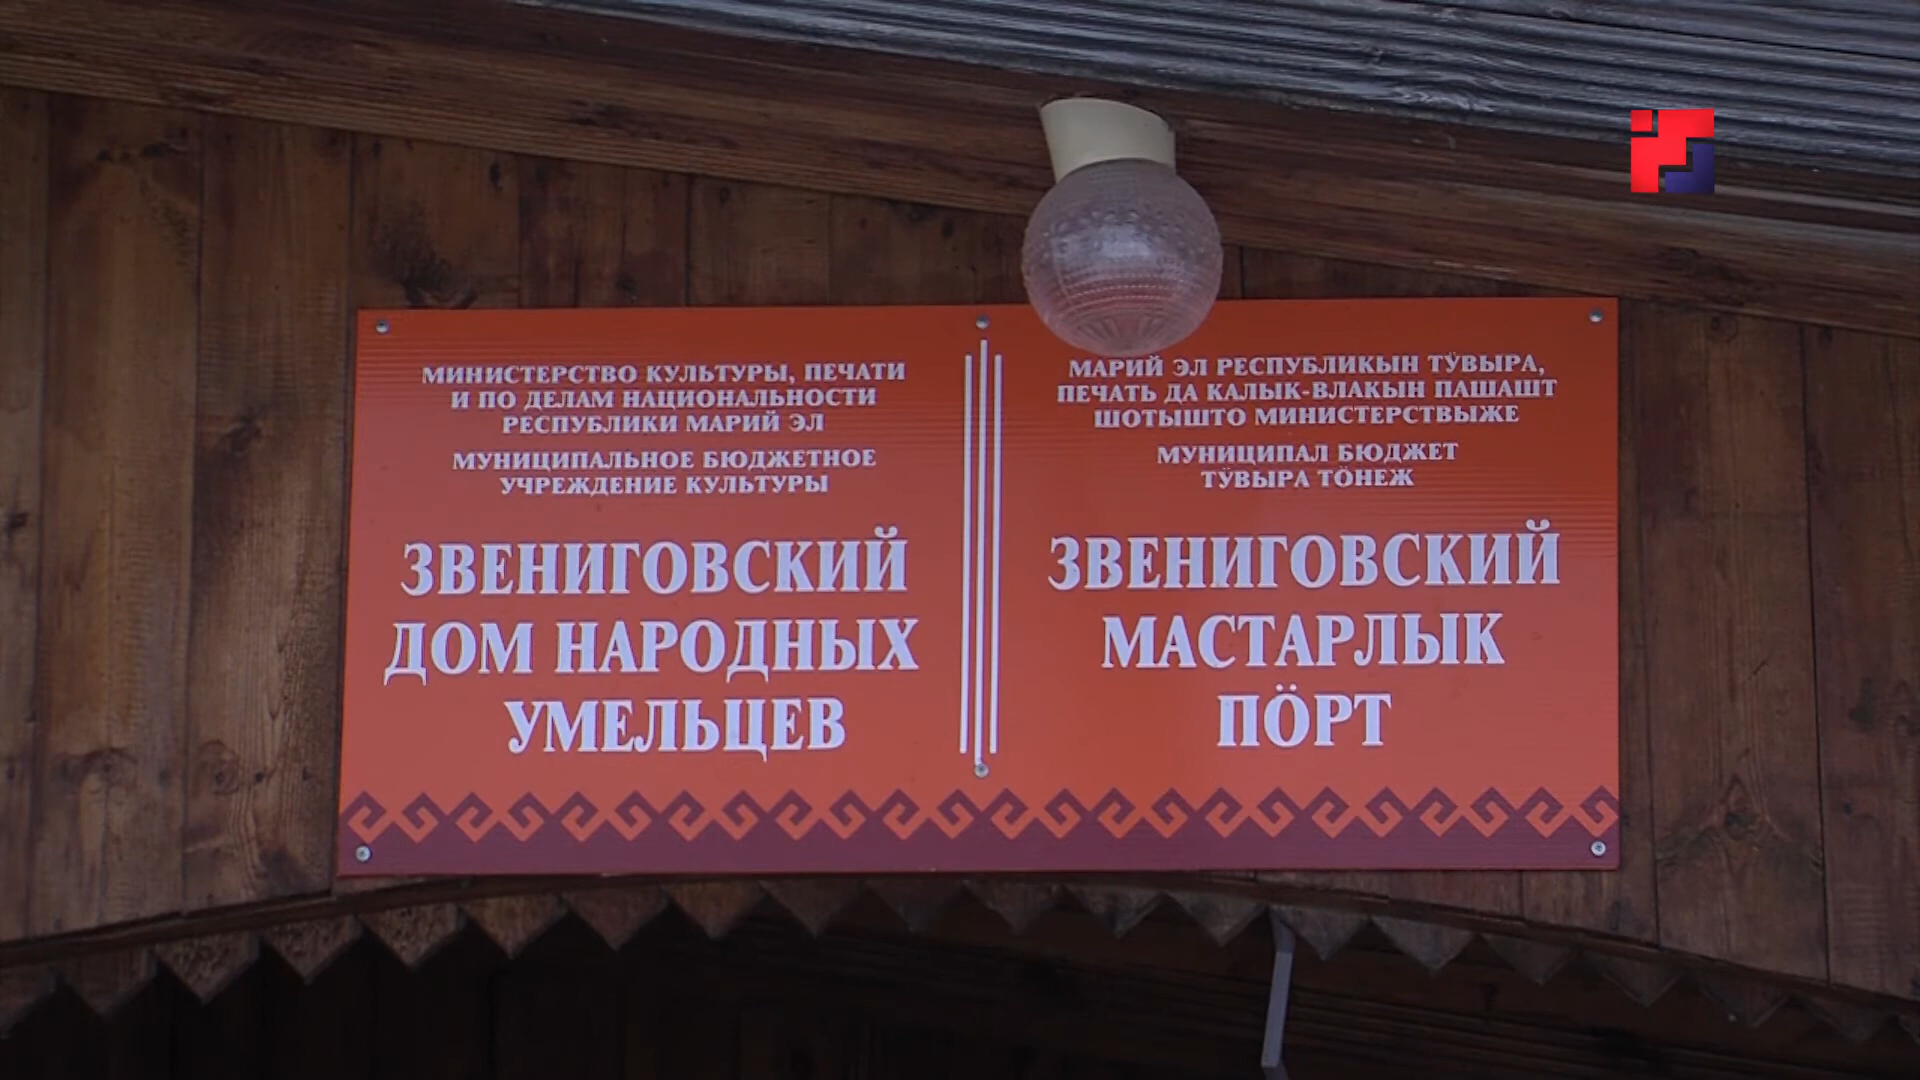 МИНИСТЕРСТВО КУЛЬТУРЫ, ПЕЧАТИ
И ПО ДЕЛАМ НАЦИОНАЛЬНОСТИ
РЕСПУБЛИКИ МАРИЙ ЭЛ
МУНИЦИПАЛЬНОЕ БЮДЖЕТНОЕ
УЧРЕЖДЕНИЕ КУЛЬТУРЫ
ЗВЕНИГОВСКИЙ
ДОМ НАРОДНЫХ
УМЕЛЬЦЕВ
МАРИЙ ЭЛ РЕСПУБЛИКЫН ТӰВЫРА,
ПЕЧАТЬ ДА КАЛЫК-ВЛАКЫН ПАШАШТ
ШОТЫШТО МИНИСТЕРСТВЫЖЕ
МУНИЦИПАЛ БЮДЖЕТ
ТӰВЫРА ТӦНЕЖ
ЗВЕНИГОВСКИЙ
МАСТАРЛЫК
ПӦРТ